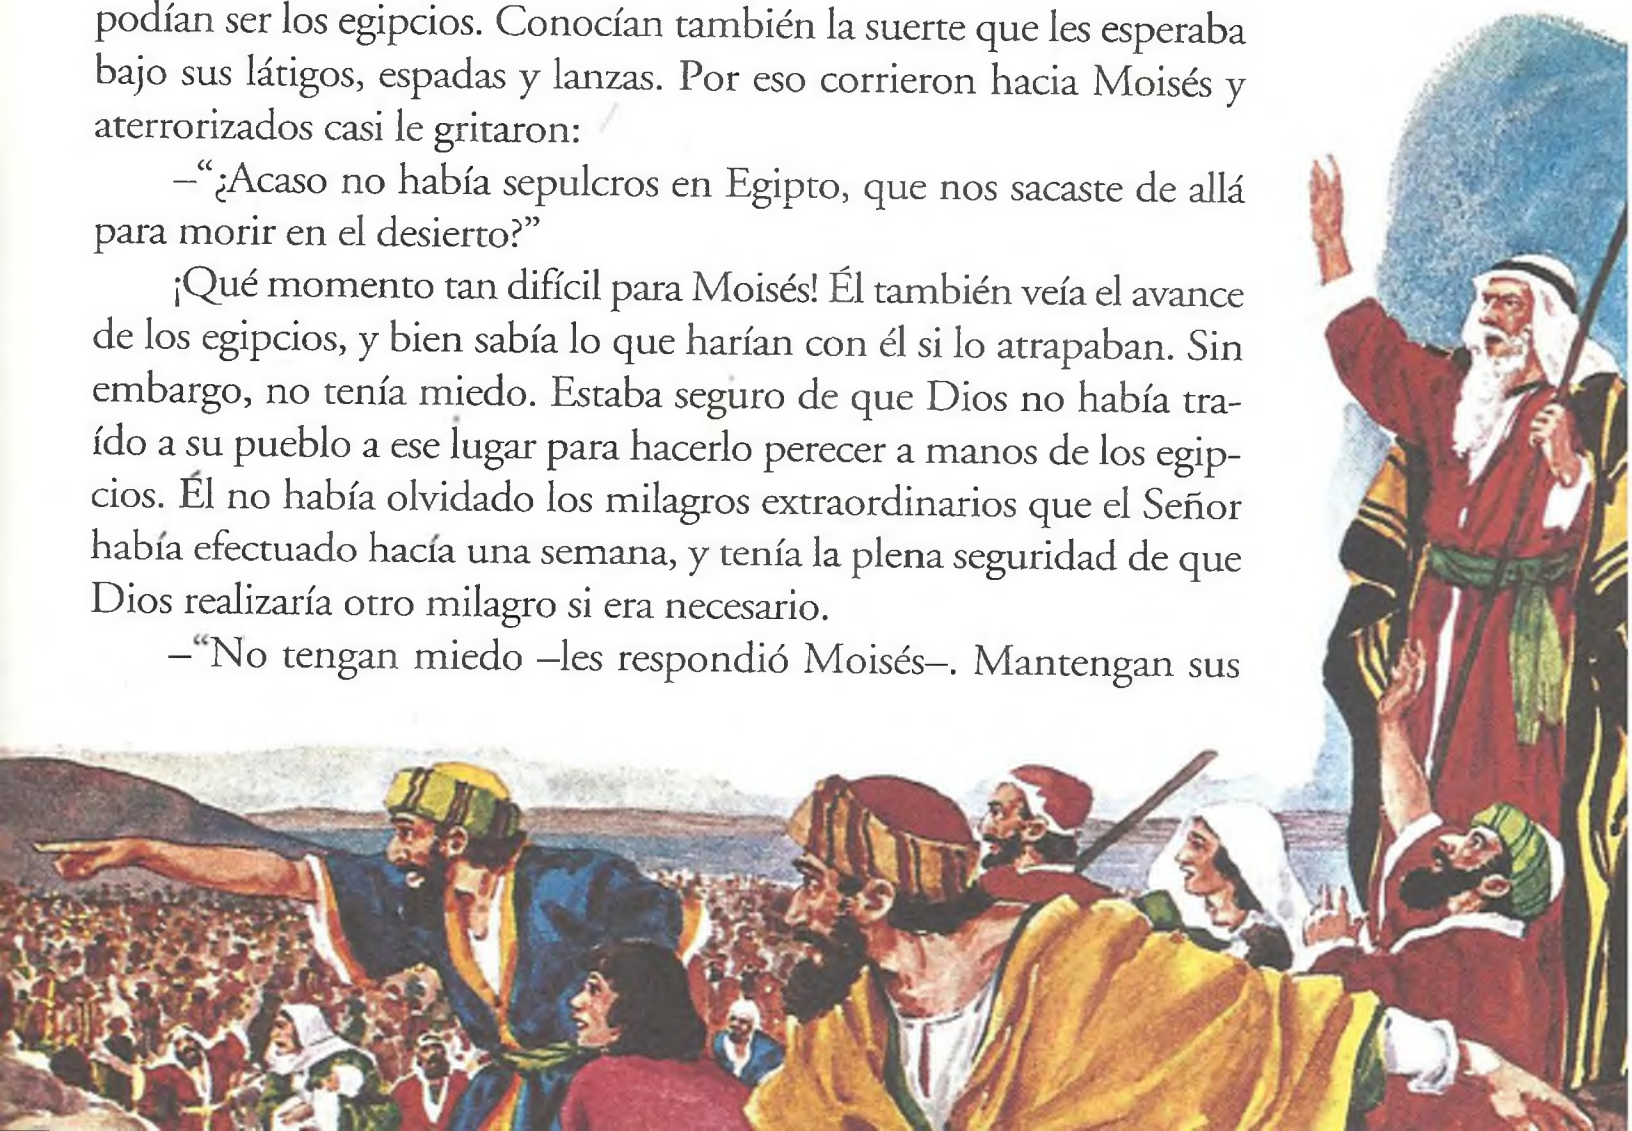 podían ser los egipcios. Conocían también la suerte que les esperaba
bajo sus látigos, espadas y lanzas. Por eso corrieron hacia Moisés y
aterrorizados casi le gritaron:
–“¿Acaso no había sepulcros en Egipto, que nos sacaste de allá
para morir en el desierto?”
¡Qué momento tan difícil para Moisés! Él también veía el avance
de los egipcios, y bien sabía lo que harían con él si lo atrapaban. Sin
embargo, no tenía miedo. Estaba seguro de que Dios no había tra-
ído a su pueblo a ese lugar para hacerlo perecer a manos de los egip-
cios. Él no había olvidado los milagros extraordinarios que el Señor
había efectuado hacía una semana, y tenía la plena seguridad de que
Dios realizaría otro milagro si era necesario.
–“No tengan miedo –les respondió Moisés–. Mantengan sus